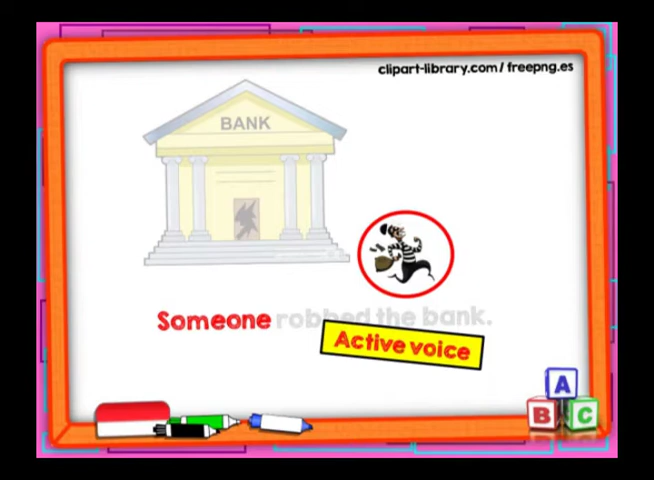 clipart-library.com / freepng.es
BANK
Someone robbed the bank.
Active voice
A
B C